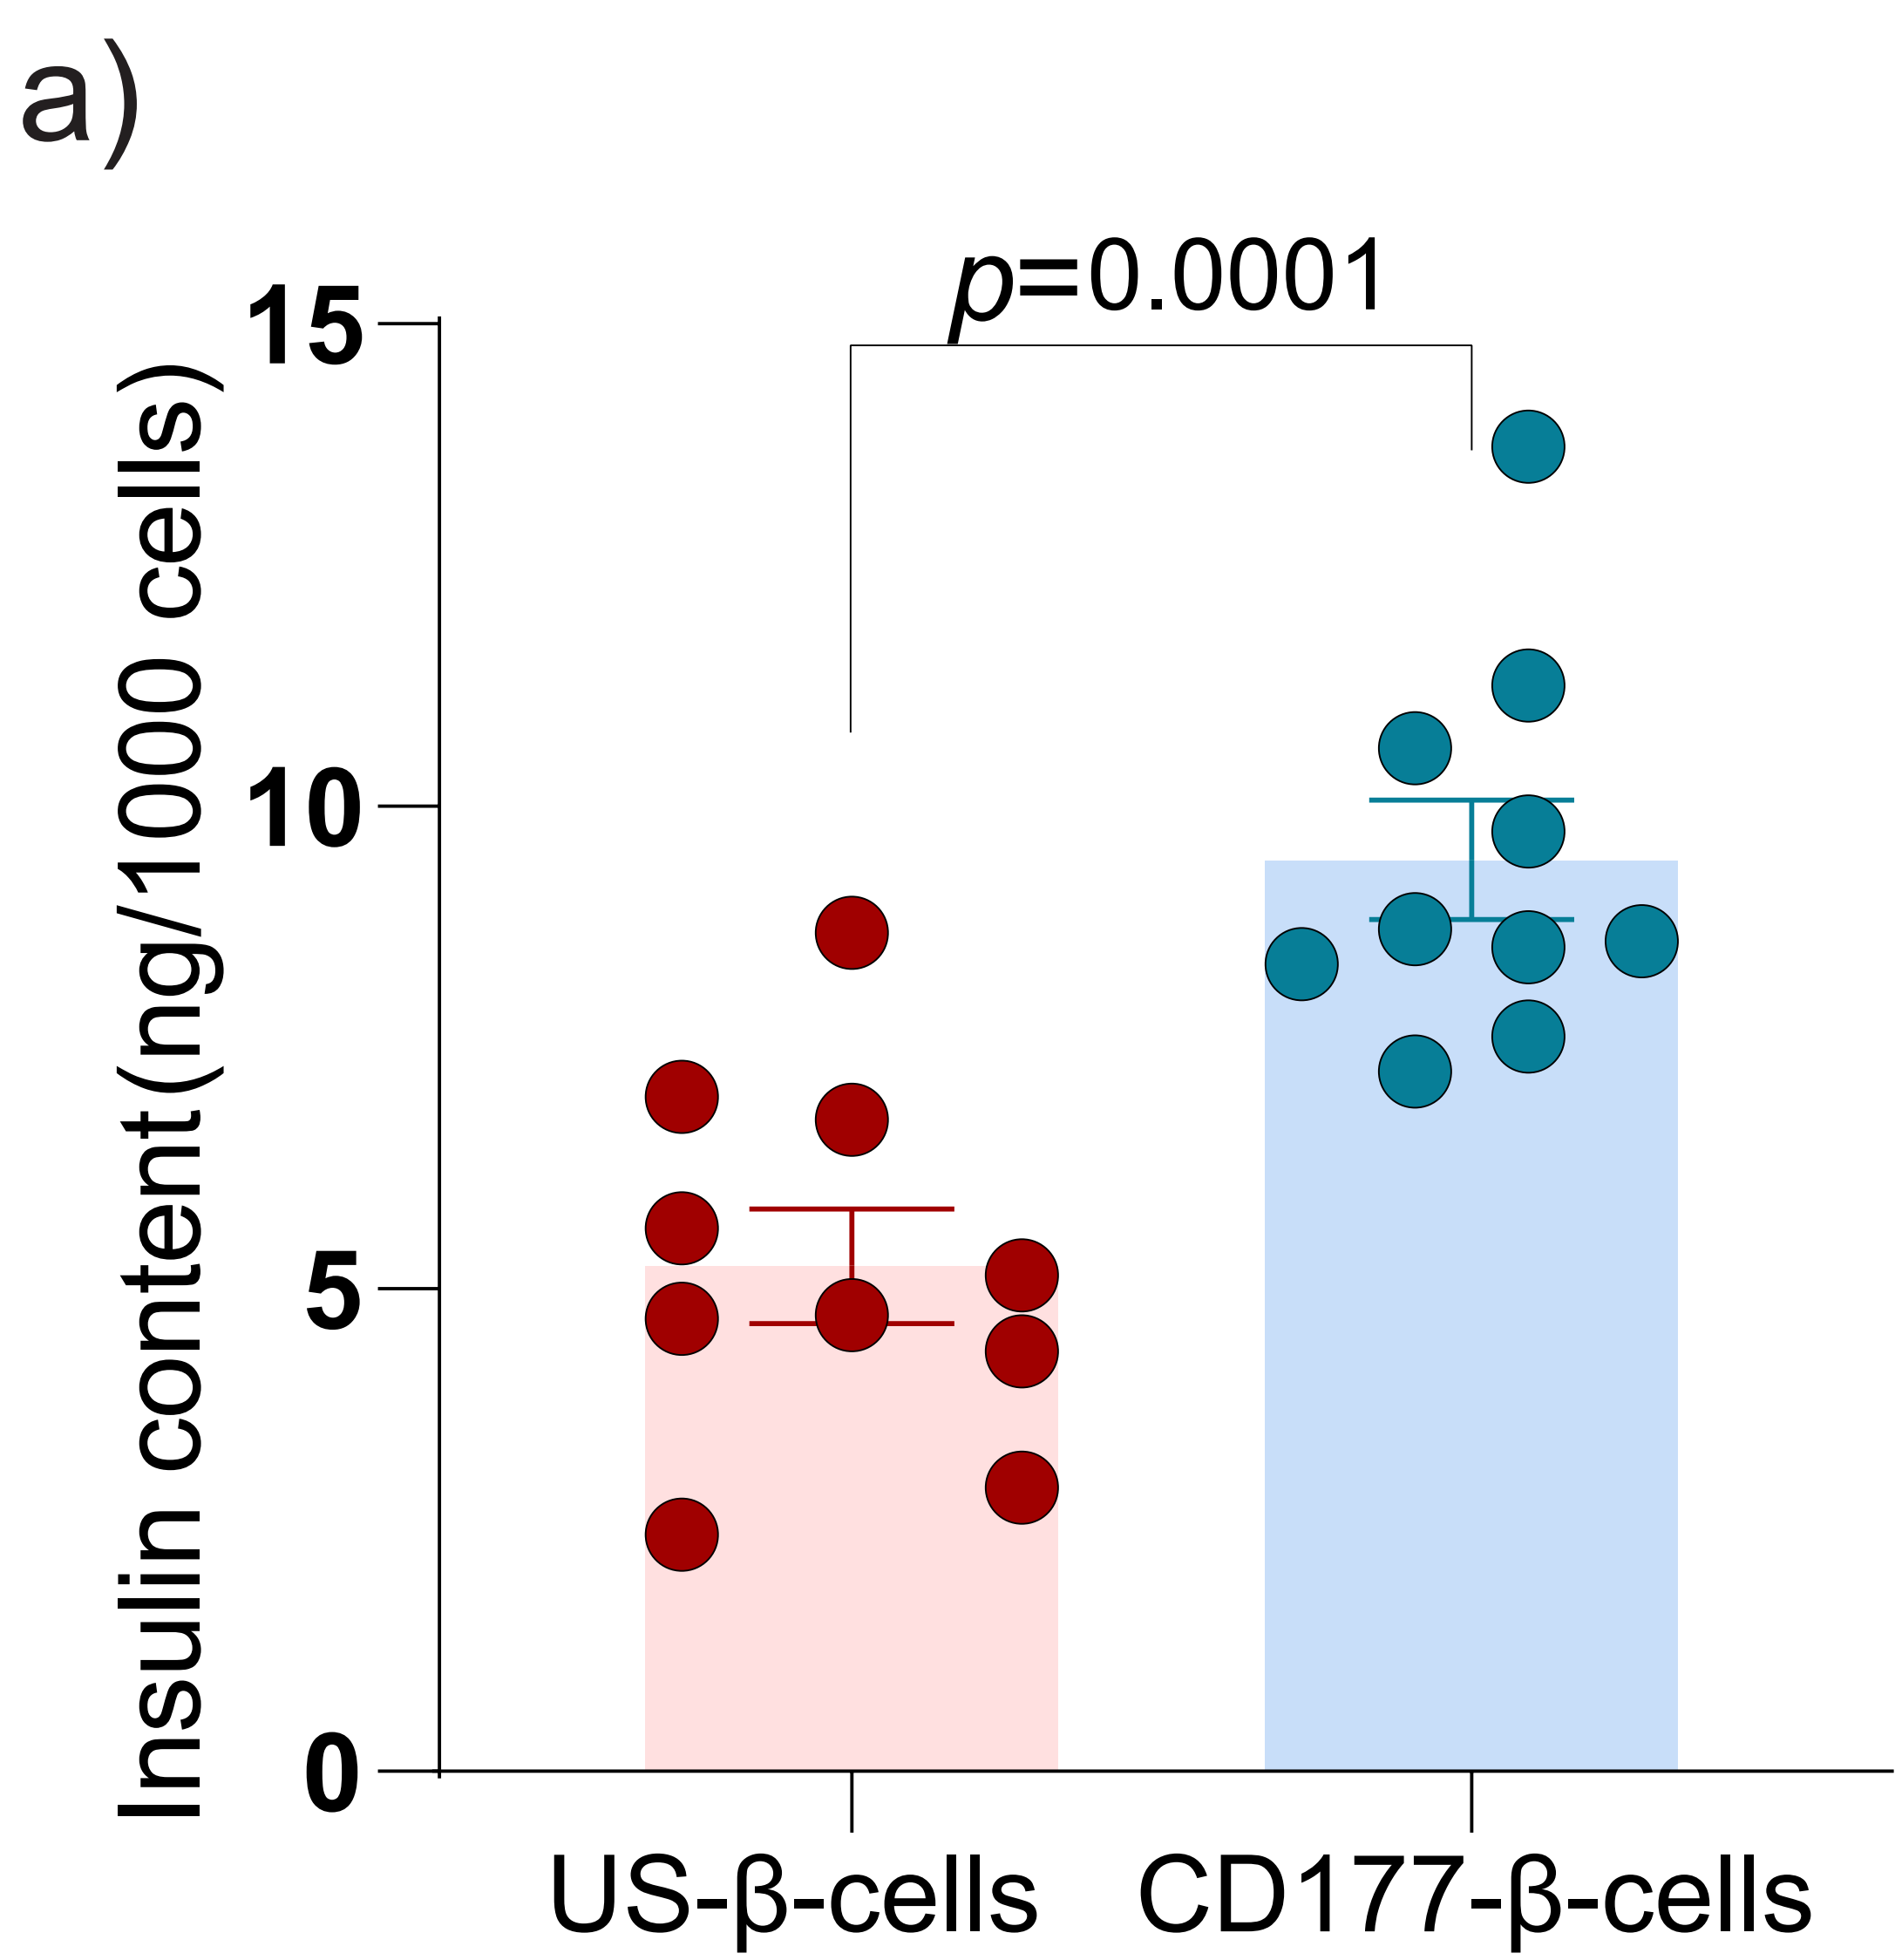 a)
p=0.0001
15
10
5
0
Insulin content (ng/1000 cells)
US-β-cells
CD177-β-cells